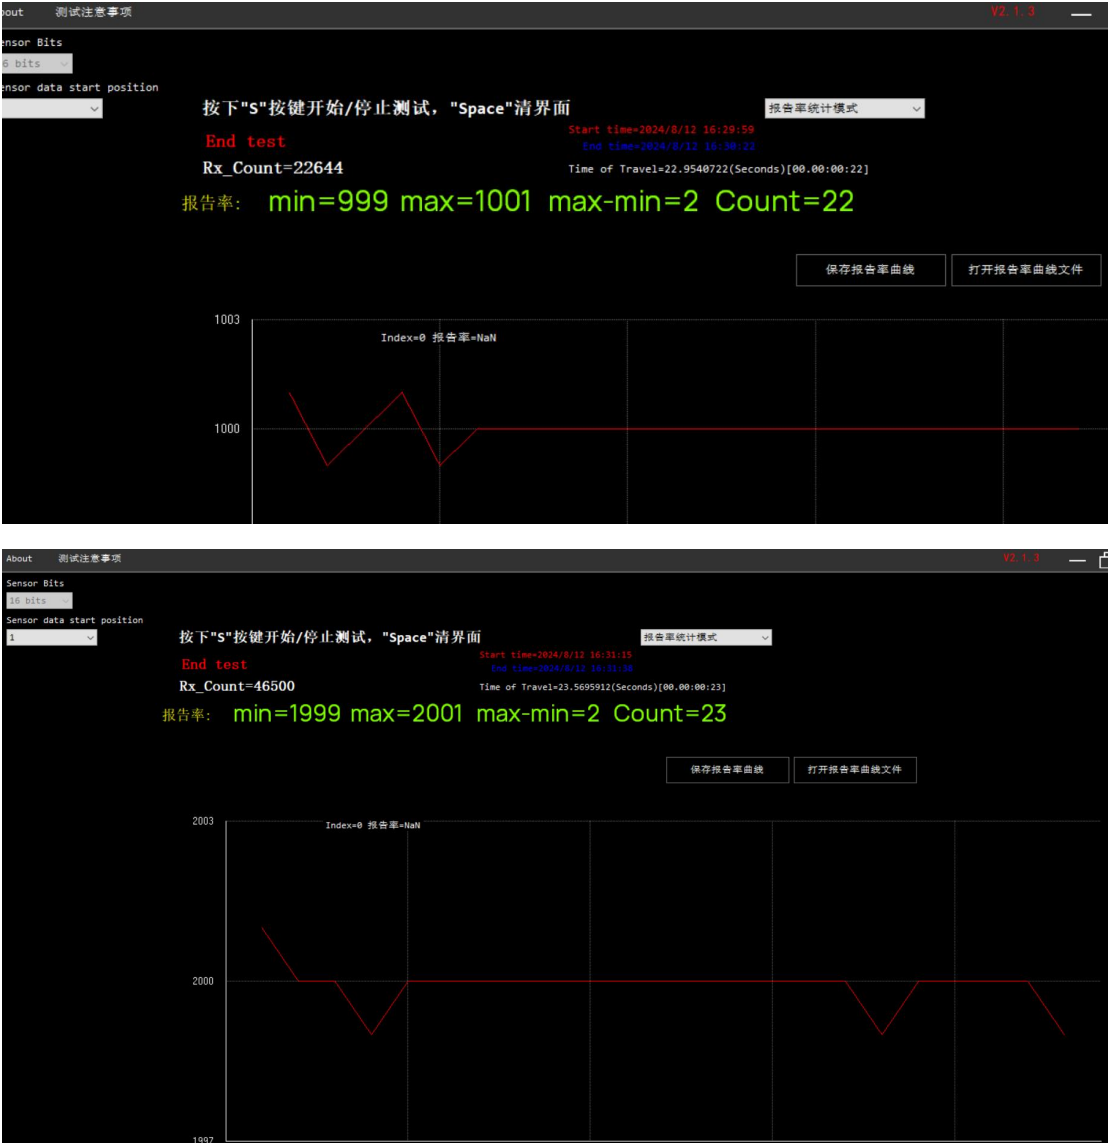 bout 测试注意事项 V2.1.3
ensor Bits
6 bits
ensor data start position
按下"S"按键开始/停止测试，"Space"清界面 报告率统计模式
End test Start time=2024/8/12 16:29:59
End time=2024/8/12 16:30:22
Rx_Count=22644 Time of Travel=22.9540722(Seconds)[00.00:00:22]
报告率: min=999 max=1001 max-min=2 Count=22
保存报告率曲线 打开报告率曲线文件
1003
Index=0 报告率=NaN
1000
About 测试注意事项 V2.1.3
Sensor Bits
16 bits
Sensor data start position
1 按下"S"按键开始/停止测试，"Space"清界面 报告率统计模式
End test Start time=2024/8/12 16:31:15
End time=2024/8/12 16:31:38
Rx_Count=46500 Time of Travel=23.5695912(Seconds)[00.00:00:23]
报告率: min=1999 max=2001 max-min=2 Count=23
保存报告率曲线 打开报告率曲线文件
2003
Index=0 报告率=NaN
2000
1997